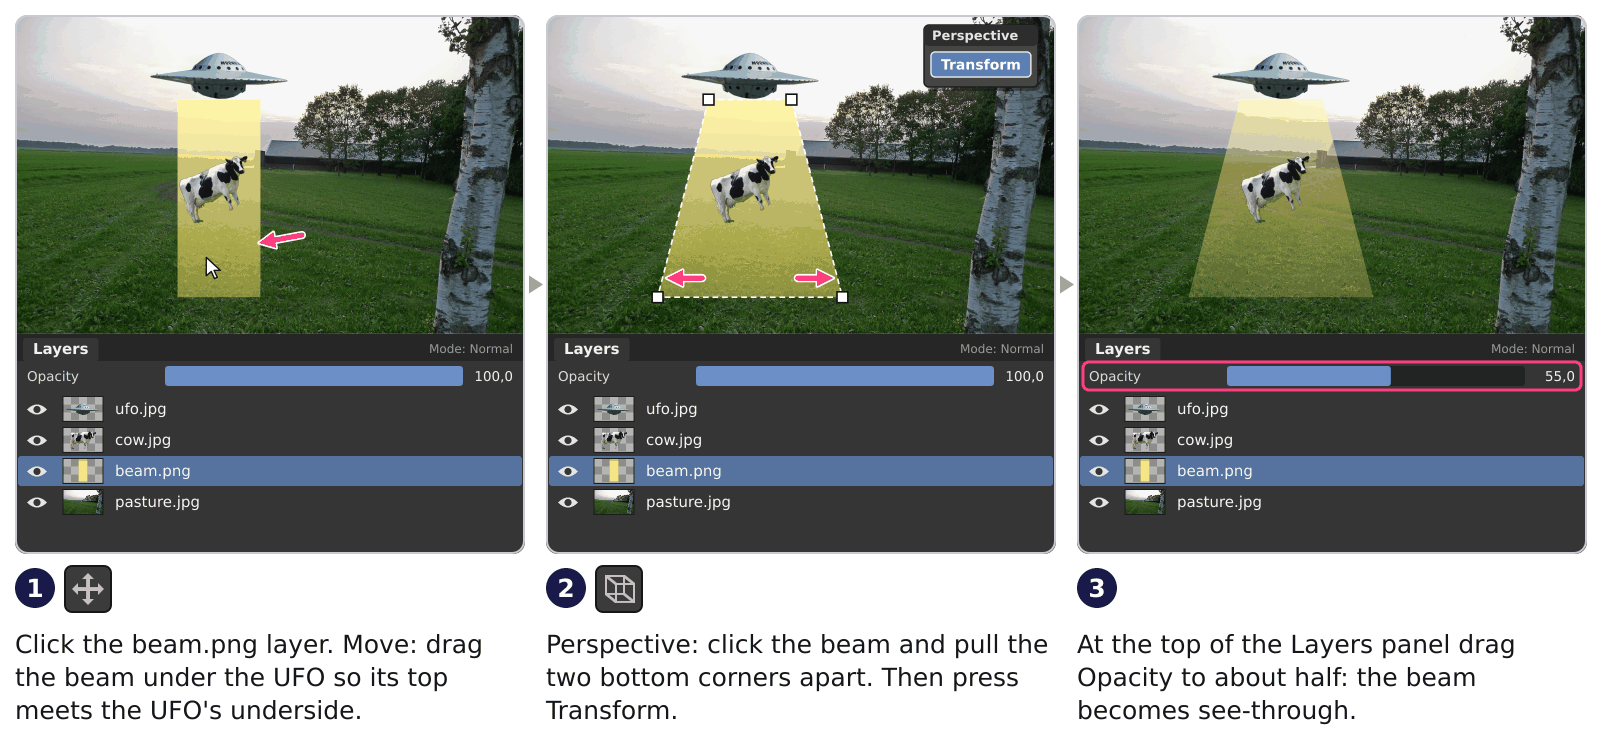 Layers
Mode: Normal
Opacity
100,0
ufo.jpg
cow.jpg
beam.png
pasture.jpg
1
Click the beam.png layer. Move: drag
the beam under the UFO so its top
meets the UFO's underside.
Perspective
Transform
Layers
Mode: Normal
Opacity
100,0
ufo.jpg
cow.jpg
beam.png
pasture.jpg
2
Perspective: click the beam and pull the
two bottom corners apart. Then press
Transform.
Layers
Mode: Normal
Opacity
55,0
ufo.jpg
cow.jpg
beam.png
pasture.jpg
3
At the top of the Layers panel drag
Opacity to about half: the beam
becomes see-through.